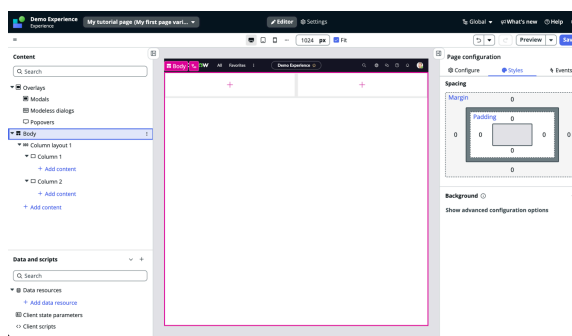 Demo Experience
Experience
My tutorial page (My first page vari...
Editor
Settings
Global
What's new
Help
1024 px
Fit
Preview
Sav
Content
Search
Overlays
Modals
Modeless dialogs
Popovers
Body
Column layout 1
Column 1
+ Add content
Column 2
+ Add content
+ Add content
Data and scripts
Search
Data resources
+ Add data resource
Client state parameters
Client scripts
Body
All
Favorites
Demo Experience
Page configuration
Configure
Styles
Events
Spacing
Margin
0
Padding
0
0
0
0
0
0
0
Background
Show advanced configuration options